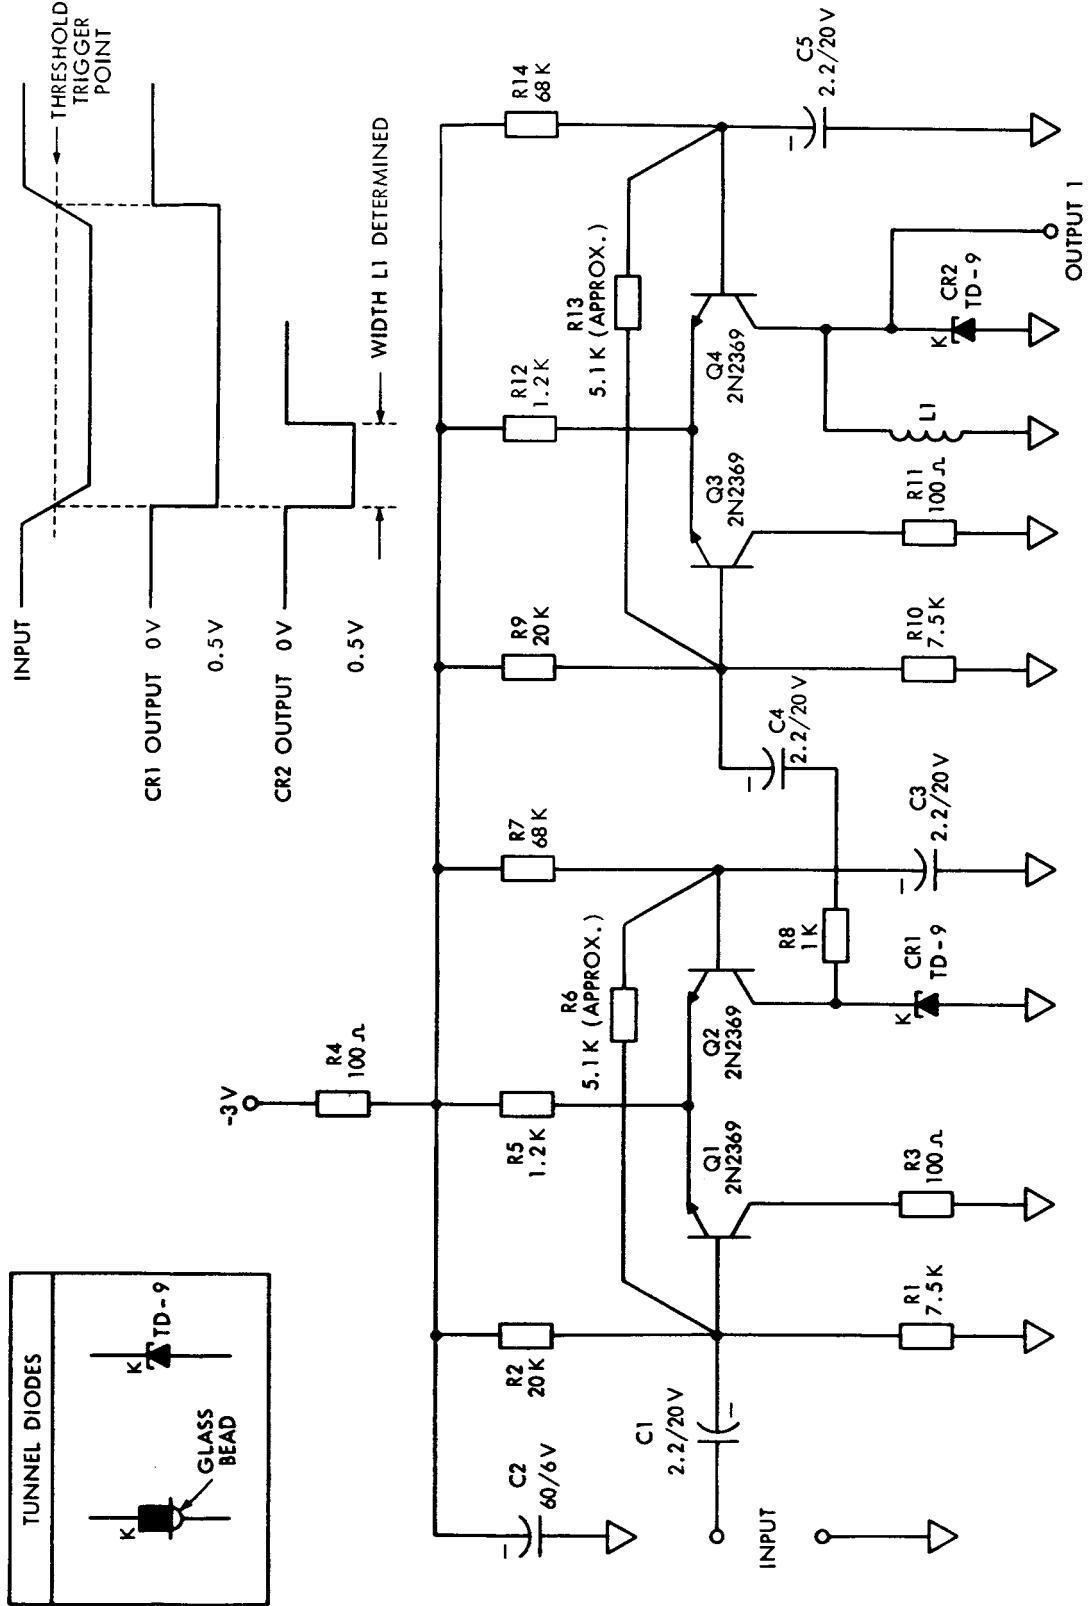 TUNNEL DIODES
K
GLASS
BEAD
K
TD-9
INPUT
THRESHOLD
TRIGGER
POINT
CR1 OUTPUT 0V
0.5V
CR2 OUTPUT 0V
0.5V
WIDTH L1 DETERMINED
-3V
R4
100Ω
C2
60/6V
R2
20K
R5
1.2K
R6
5.1K (APPROX.)
R7
68K
R9
20K
R12
1.2K
R13
5.1K (APPROX.)
R14
68K
C1
2.2/20V
INPUT
Q1
2N2369
Q2
2N2369
R8
1K
C4
2.2/20V
Q3
2N2369
Q4
2N2369
C5
2.2/20V
R1
7.5K
R3
100Ω
K
CR1
TD-9
C3
2.2/20V
R10
7.5K
R11
100Ω
L1
K
CR2
TD-9
OUTPUT 1